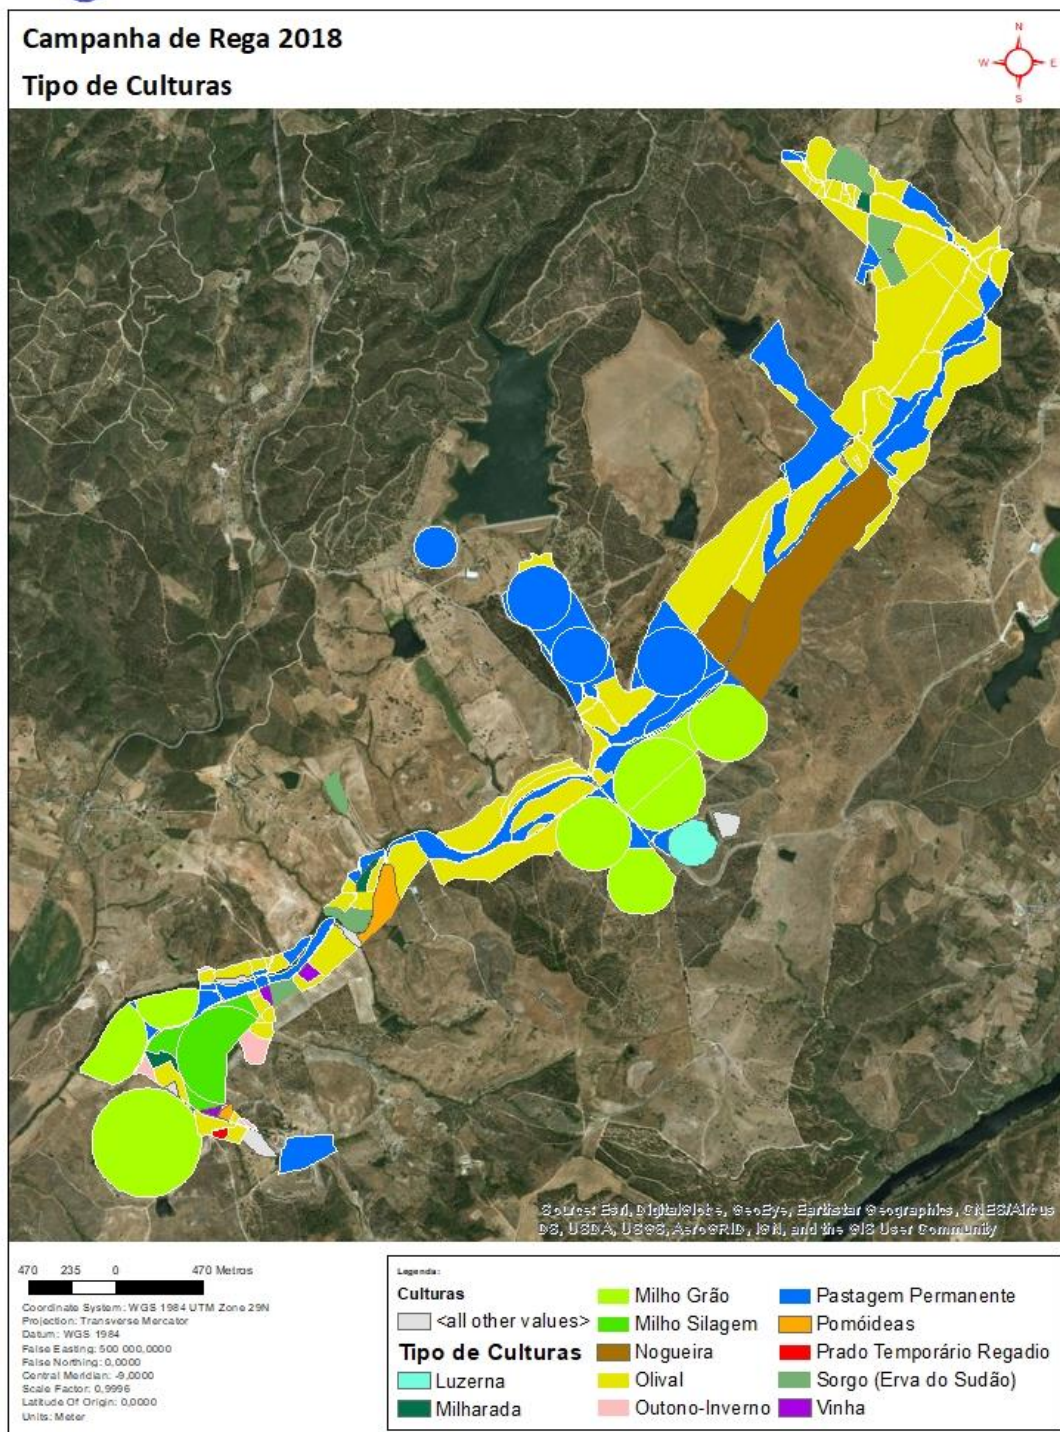 Campanha de Rega 2018
Tipo de Culturas
N
W E
S
Source: Esri, DigitalGlobe, GeoEye, Earthstar Geographics, CNES/Airbus
DS, USDA, USGS, AeroGRID, IGN, and the GIS User Community
470 235 0 470 Metros
Coordinate System: WGS 1984 UTM Zone 29N
Projection: Transverse Mercator
Datum: WGS 1984
False Easting: 500 000,0000
False Northing: 0,0000
Central Meridian: -9,0000
Scale Factor: 0,9996
Latitude Of Origin: 0,0000
Units: Meter
Legenda:
Culturas
<all other values>
Tipo de Culturas
Luzerna
Milharada
Milho Grão
Milho Silagem
Nogueira
Olival
Outono-Inverno
Pastagem Permanente
Pomóideas
Prado Temporário Regadio
Sorgo (Erva do Sudão)
Vinha